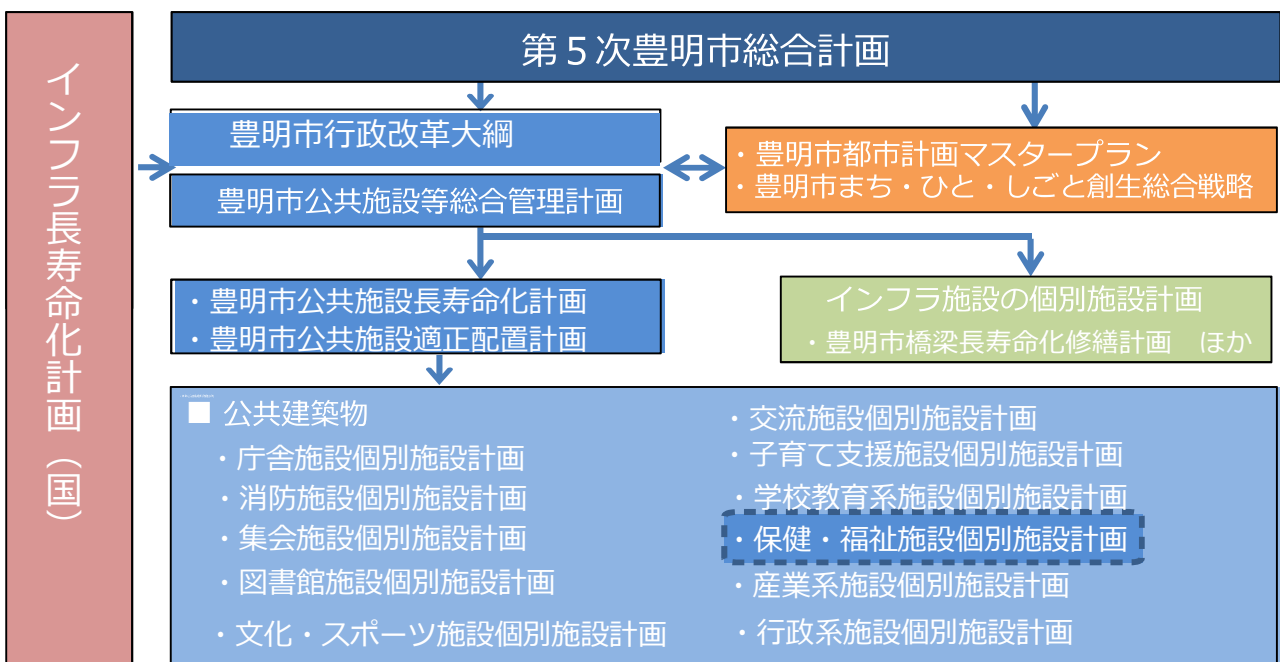 インフラ長寿命化計画（国）
第５次豊明市総合計画
豊明市行政改革大綱
豊明市公共施設等総合管理計画
・豊明市都市計画マスタープラン
・豊明市まち・ひと・しごと創生総合戦略
・豊明市公共施設長寿命化計画
・豊明市公共施設適正配置計画
インフラ施設の個別施設計画
・豊明市橋梁長寿命化修繕計画　ほか
■ 公共建築物
・庁舎施設個別施設計画
・消防施設個別施設計画
・集会施設個別施設計画
・図書館施設個別施設計画
・文化・スポーツ施設個別施設計画
・交流施設個別施設計画
・子育て支援施設個別施設計画
・学校教育系施設個別施設計画
・保健・福祉施設個別施設計画
・産業系施設個別施設計画
・行政系施設個別施設計画